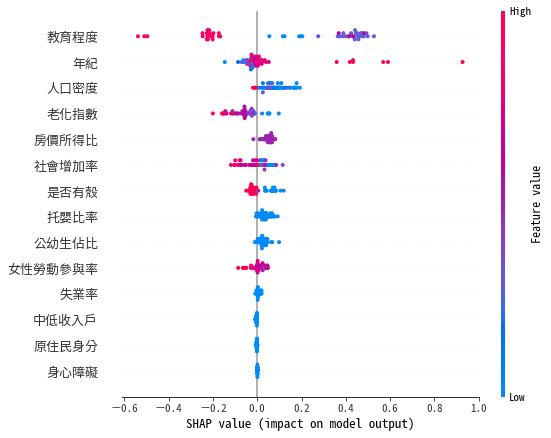 High
教育程度
年紀
人口密度
老化指數
房價所得比
社會增加率
是否有殼
托嬰比率
公幼生佔比
女性勞動參與率
失業率
中低收入戶
原住民身分
身心障礙
Feature value
Low
−0.6 −0.4 −0.2 0.0 0.2 0.4 0.6 0.8 1.0
SHAP value (impact on model output)